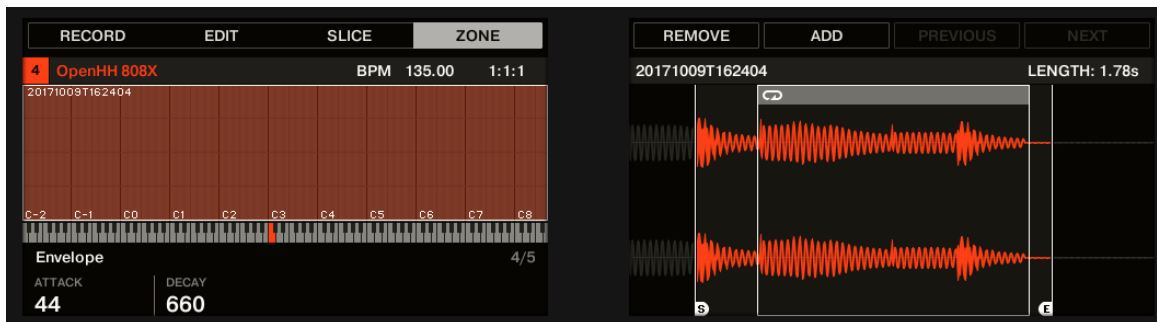 RECORD EDIT SLICE ZONE
4 OpenHH 808X BPM 135.00 1:1:1
20171009T162404
C-2 C-1 C0 C1 C2 C3 C4 C5 C6 C7 C8
Envelope 4/5
ATTACK DECAY
44 660
REMOVE ADD PREVIOUS NEXT
20171009T162404 LENGTH: 1.78s
S E